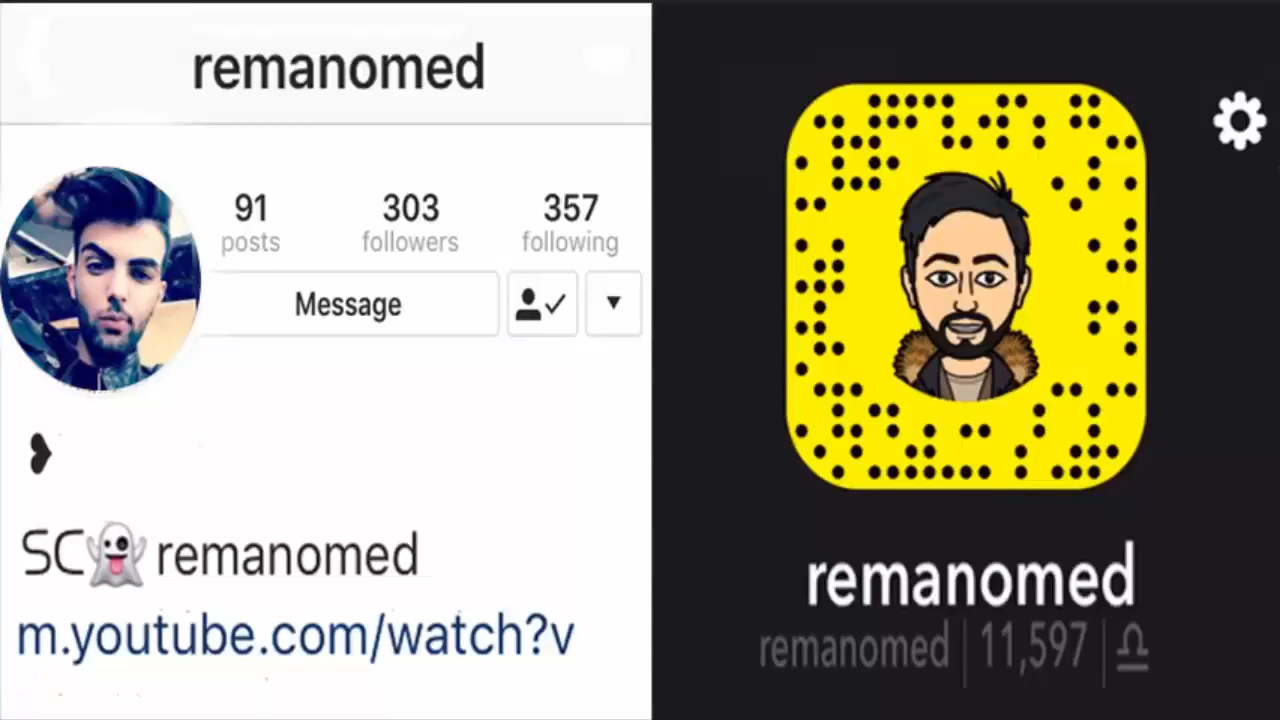 remanomed
91 303 357
posts followers following
Message
SC👻remanomed
m.youtube.com/watch?v
remanomed
remanomed | 11,597 | ♎